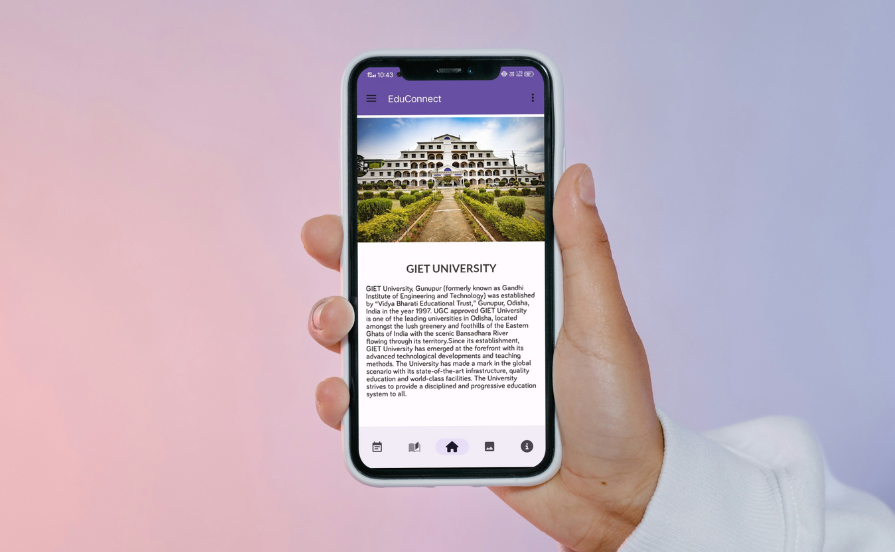 10:43
EduConnect
GIET UNIVERSITY
GIET University, Gunupur (formerly known as Gandhi
Institute of Engineering and Technology) was established
by "Vidya Bharati Educational Trust," Gunupur, Odisha,
India in the year 1997. UGC approved GIET University
is one of the leading universities in Odisha, located
amongst the lush greenery and foothills of the Eastern
Ghats of India with the scenic Bansadhara River
flowing through its territory.Since its establishment,
GIET University has emerged at the forefront with its
advanced technological developments and teaching
methods. The University has made a mark in the global
scenario with its state-of-the-art infrastructure, quality
education and world-class facilities. The University
strives to provide a disciplined and progressive education
system to all.